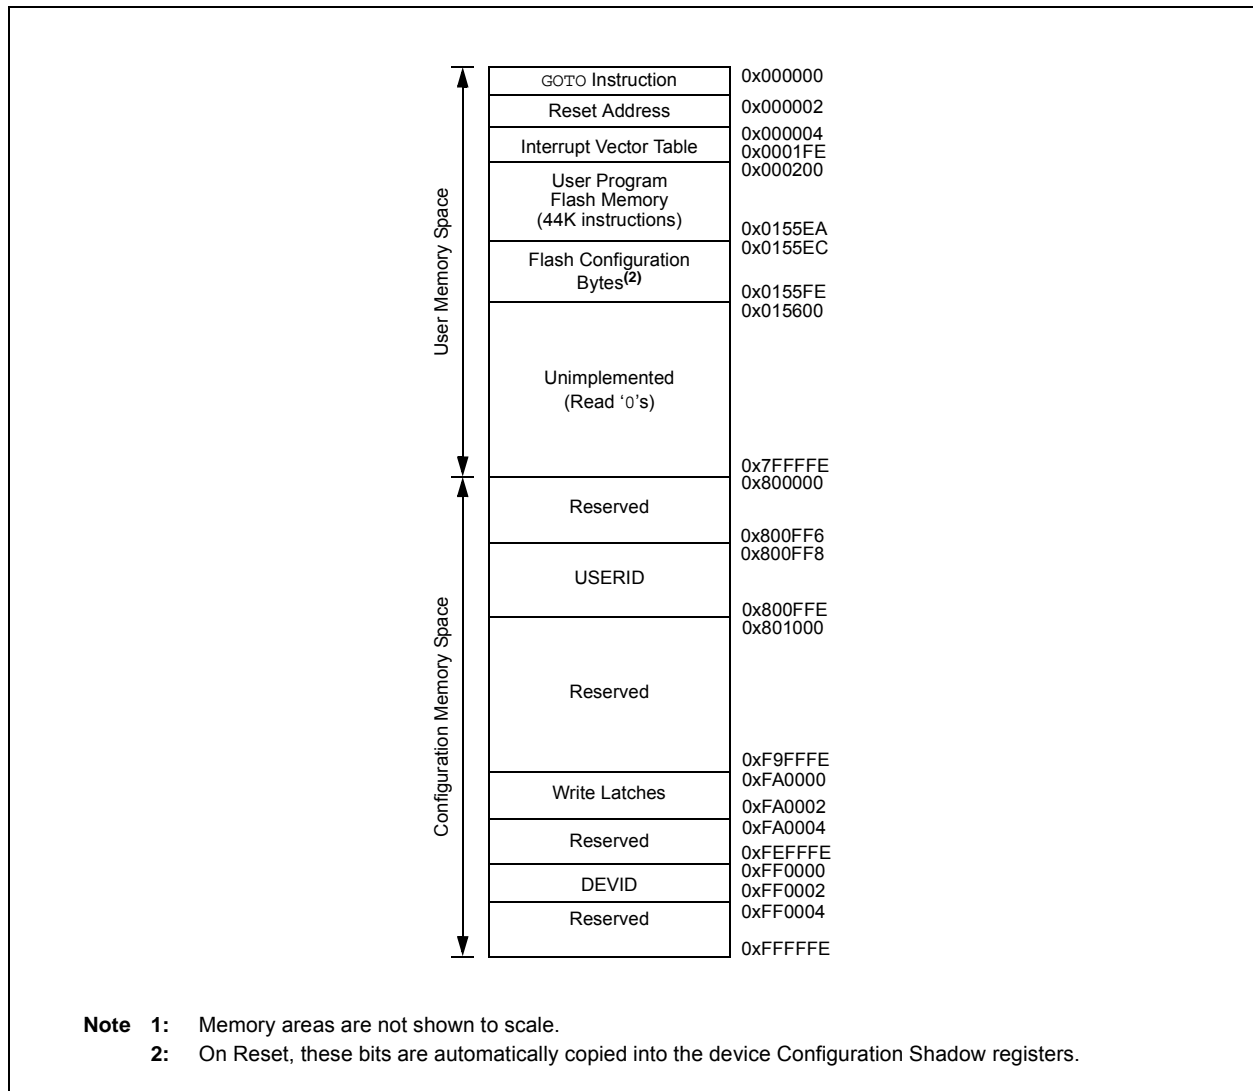 GOTO Instruction
0x000000
Reset Address
0x000002
Interrupt Vector Table
0x000004
0x0001FE
User Program
Flash Memory
(44K instructions)
0x000200
0x0155EA
Flash Configuration
Bytes(2)
0x0155EC
0x0155FE
Unimplemented
(Read ‘0’s)
0x015600
0x7FFFFE
User Memory Space
Reserved
0x800000
0x800FF6
USERID
0x800FF8
0x800FFE
Reserved
0x801000
0xF9FFFE
Write Latches
0xFA0000
0xFA0002
Reserved
0xFA0004
0xFEFFFE
DEVID
0xFF0000
0xFF0002
Reserved
0xFF0004
0xFFFFFE
Configuration Memory Space
Note 1: Memory areas are not shown to scale.
2: On Reset, these bits are automatically copied into the device Configuration Shadow registers.